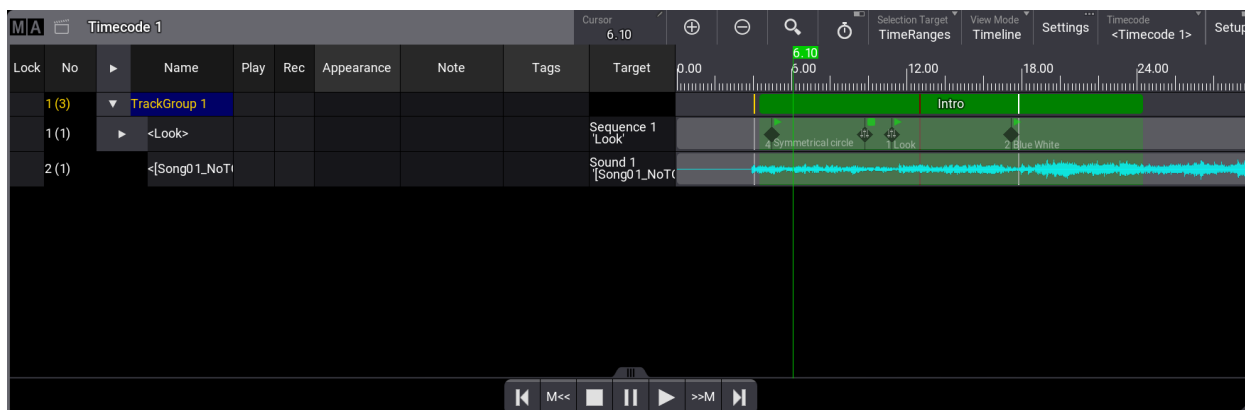 MA Timecode 1
Cursor
6.10
Selection Target
TimeRanges
View Mode
Timeline
Settings
Timecode
<Timecode 1>
Setup
6.10
Lock No Name Play Rec Appearance Note Tags Target
0.00 6.00 12.00 18.00 24.00
1 (3) TrackGroup 1 Intro
1 (1) <Look> Sequence 1
'Look'
4 Symmetrical circle 1 Look 2 Blue White
2 (1) <[Song01_NoT Sound 1
'[Song01_NoT
M<< >>M